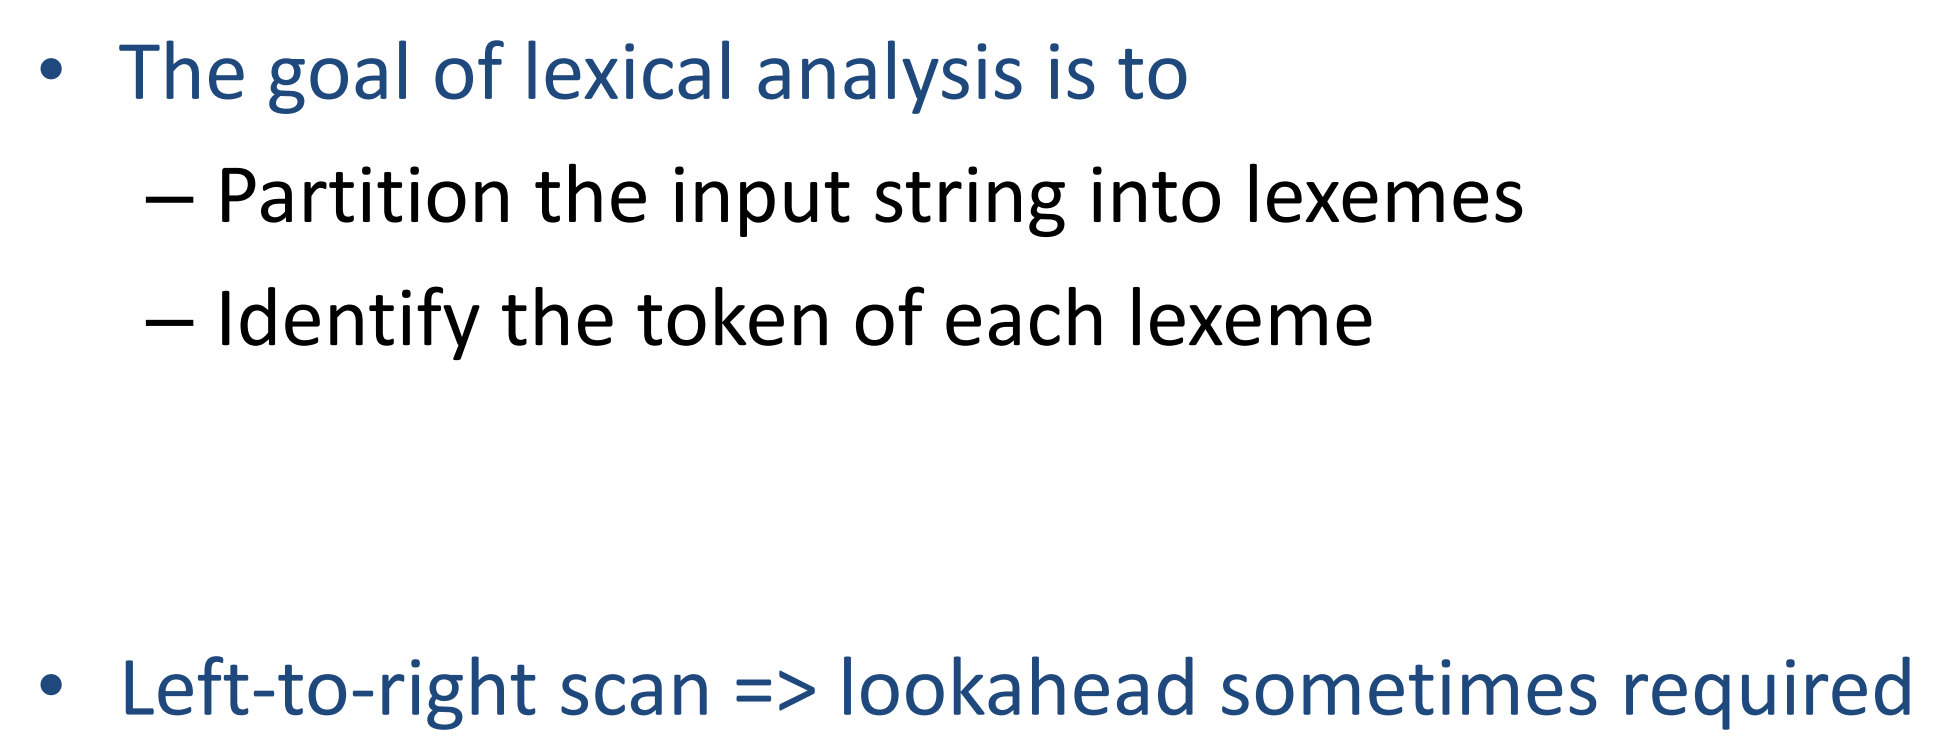 • The goal of lexical analysis is to
– Partition the input string into lexemes
– Identify the token of each lexeme
• Left-to-right scan => lookahead sometimes required